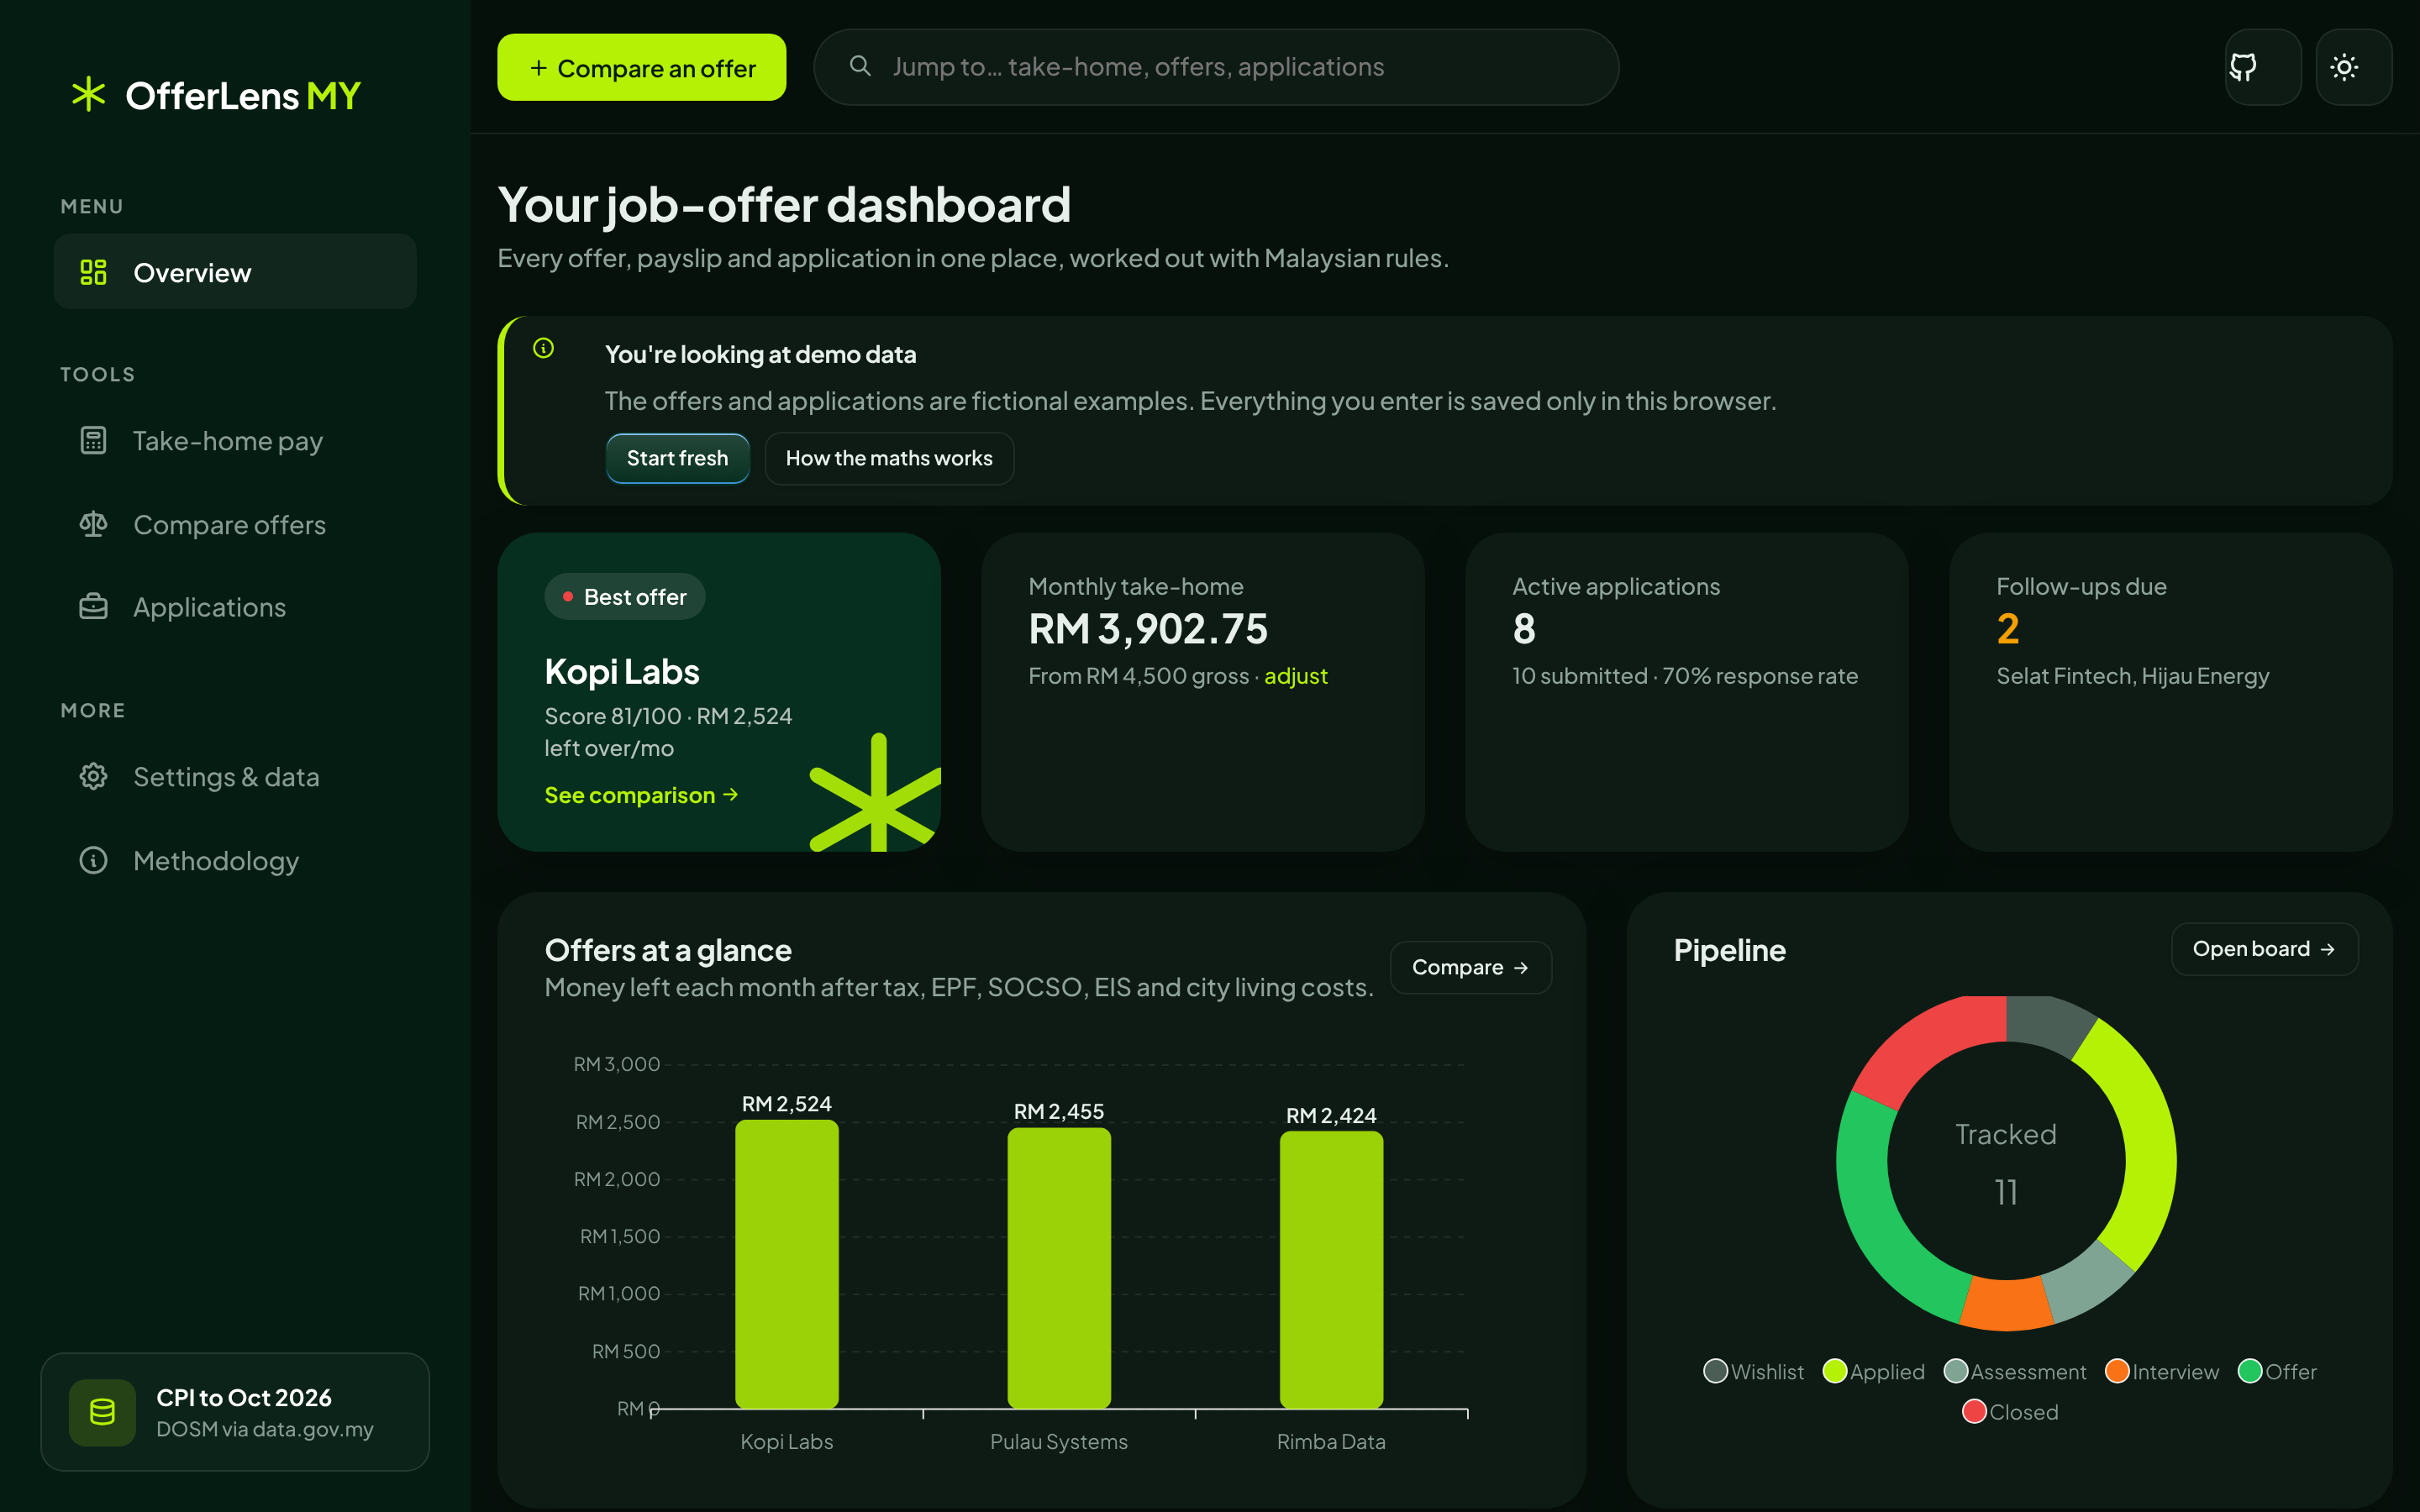 OfferLens MY
MENU
Overview
TOOLS
Take-home pay
Compare offers
Applications
MORE
Settings & data
Methodology
CPI to Oct 2026
DOSM via data.gov.my
+ Compare an offer
Jump to... take-home, offers, applications
Your job-offer dashboard
Every offer, payslip and application in one place, worked out with Malaysian rules.
You're looking at demo data
The offers and applications are fictional examples. Everything you enter is saved only in this browser.
Start fresh
How the maths works
Best offer
Kopi Labs
Score 81/100 · RM 2,524
left over/mo
See comparison →
Monthly take-home
RM 3,902.75
From RM 4,500 gross · adjust
Active applications
8
10 submitted · 70% response rate
Follow-ups due
2
Selat Fintech, Hijau Energy
Offers at a glance
Money left each month after tax, EPF, SOCSO, EIS and city living costs.
Compare →
RM 3,000
RM 2,500
RM 2,000
RM 1,500
RM 1,000
RM 500
RM 0
RM 2,524
RM 2,455
RM 2,424
Kopi Labs
Pulau Systems
Rimba Data
Pipeline
Open board →
Tracked
11
Wishlist
Applied
Assessment
Interview
Offer
Closed